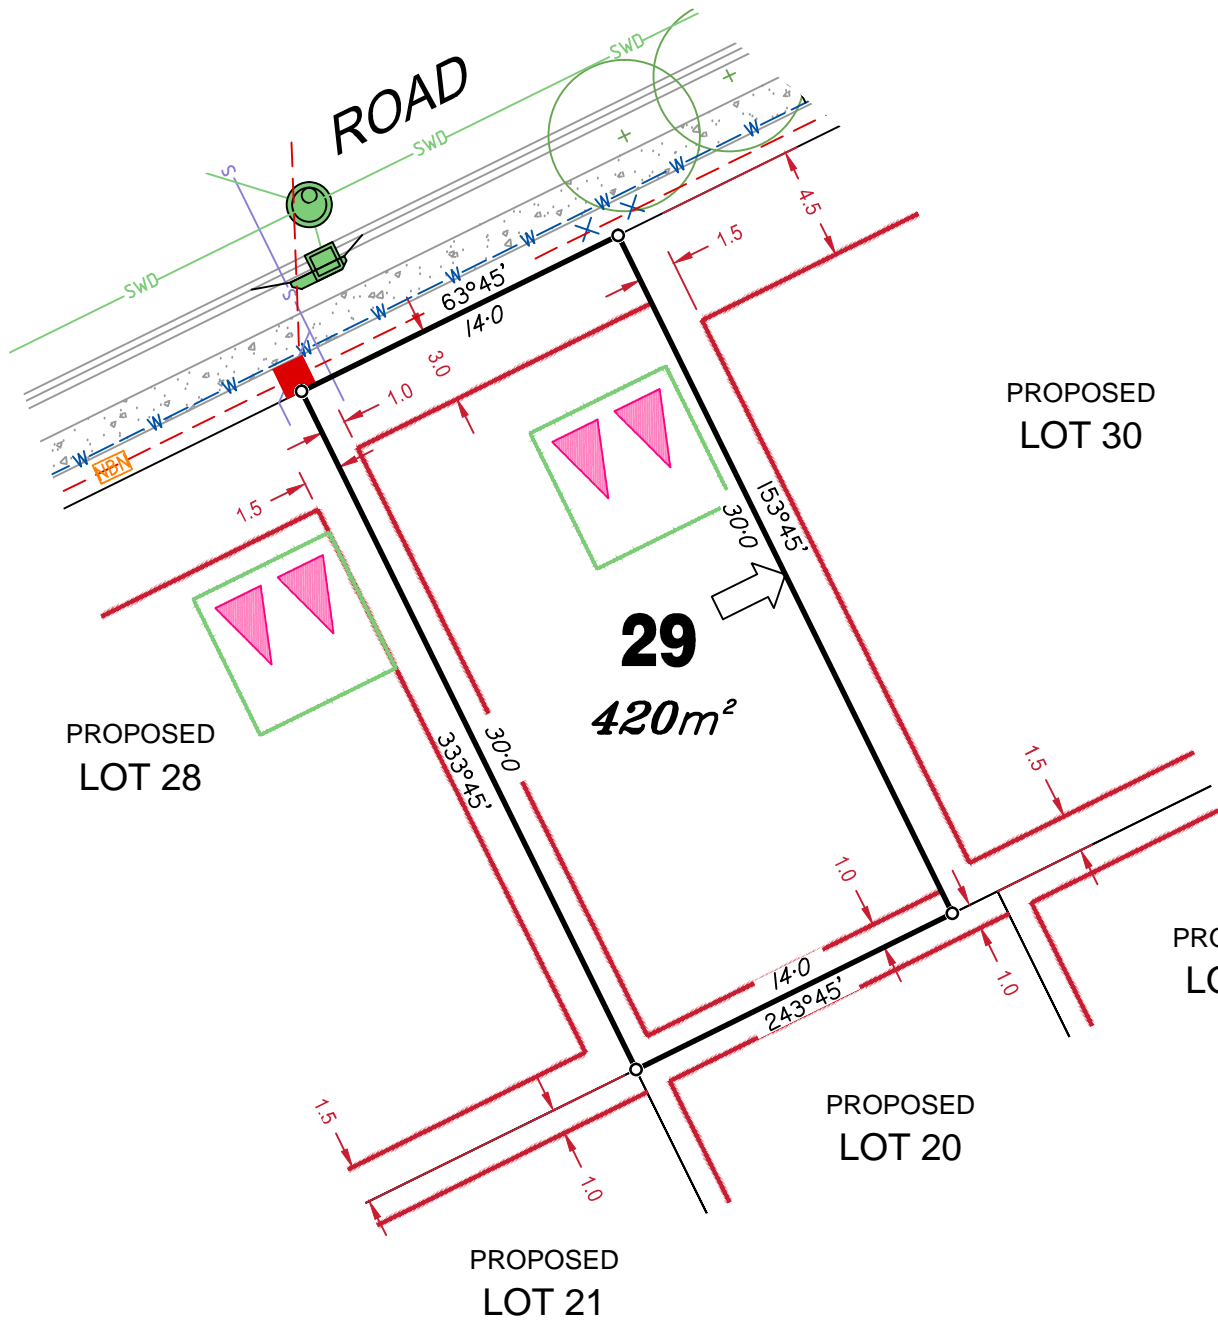 SWD
ROAD
SWD
SWD
S
S
W
W
W
W
W
W
W
W
W
W
NBN
63°45'
14·0
4.5
1.5
3.0
1.0
1.5
PROPOSED
LOT 30
153°45'
30·0
29
420m²
PROPOSED
LOT 28
333°45'
30·0
1.5
1.0
14·0
243°45'
1.0
PRO
LO
PROPOSED
LOT 20
1.5
1.0
PROPOSED
LOT 21